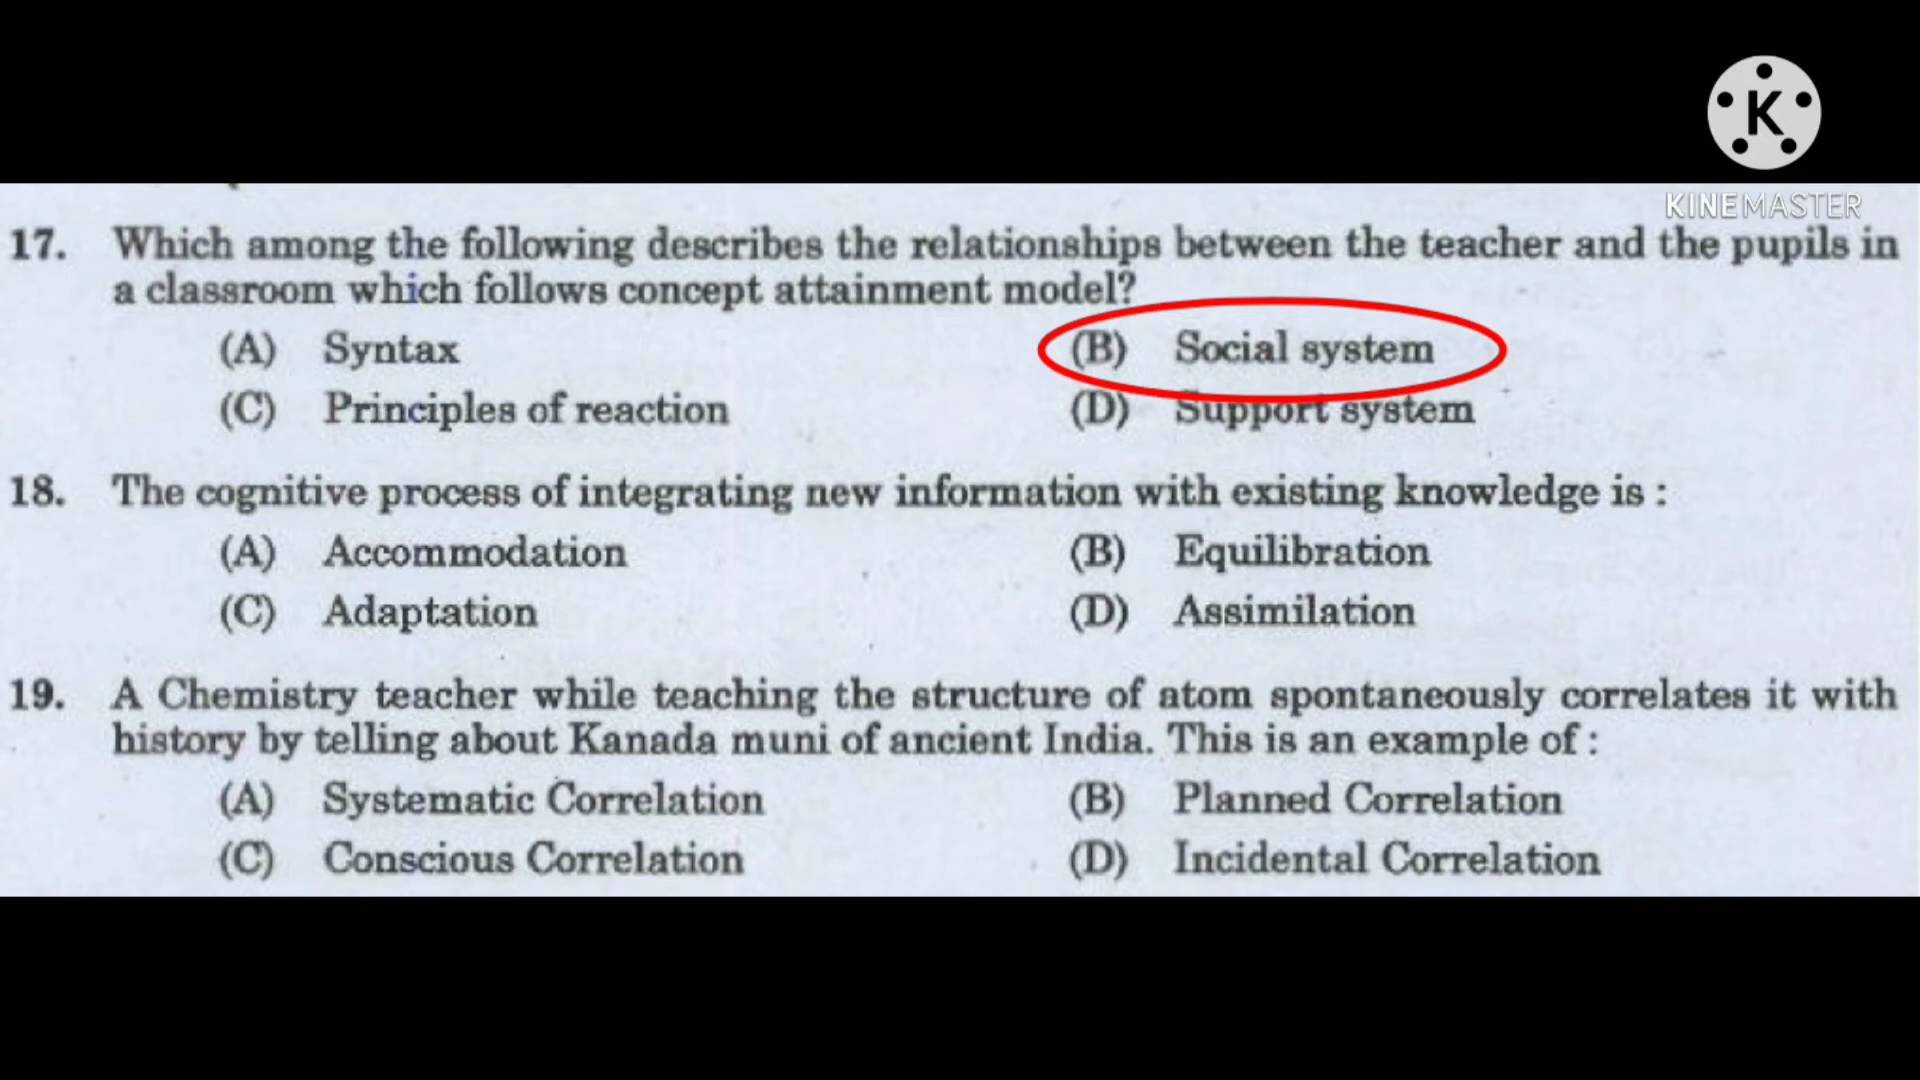 K
KINEMASTER
17. Which among the following describes the relationships between the teacher and the pupils in
a classroom which follows concept attainment model?
(A) Syntax (B) Social system
(C) Principles of reaction (D) Support system
18. The cognitive process of integrating new information with existing knowledge is :
(A) Accommodation (B) Equilibration
(C) Adaptation (D) Assimilation
19. A Chemistry teacher while teaching the structure of atom spontaneously correlates it with
history by telling about Kanada muni of ancient India. This is an example of :
(A) Systematic Correlation (B) Planned Correlation
(C) Conscious Correlation (D) Incidental Correlation